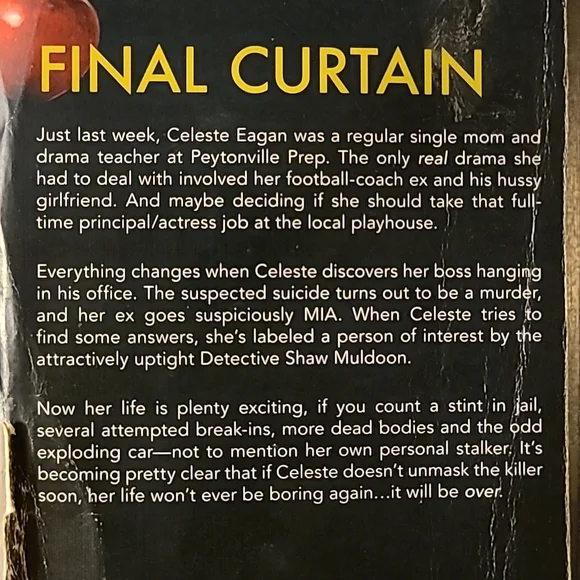 FINAL CURTAIN
Just last week, Celeste Eagan was a regular single mom and
drama teacher at Peytonville Prep. The only real drama she
had to deal with involved her football-coach ex and his hussy
girlfriend. And maybe deciding if she should take that full-
time principal/actress job at the local playhouse.
Everything changes when Celeste discovers her boss hanging
in his office. The suspected suicide turns out to be a murder,
and her ex goes suspiciously MIA. When Celeste tries to
find some answers, she's labeled a person of interest by the
attractively uptight Detective Shaw Muldoon.
Now her life is plenty exciting, if you count a stint in jail,
several attempted break-ins, more dead bodies and the odd
exploding car—not to mention her own personal stalker. It's
becoming pretty clear that if Celeste doesn't unmask the killer
soon, her life won't ever be boring again...it will be over.